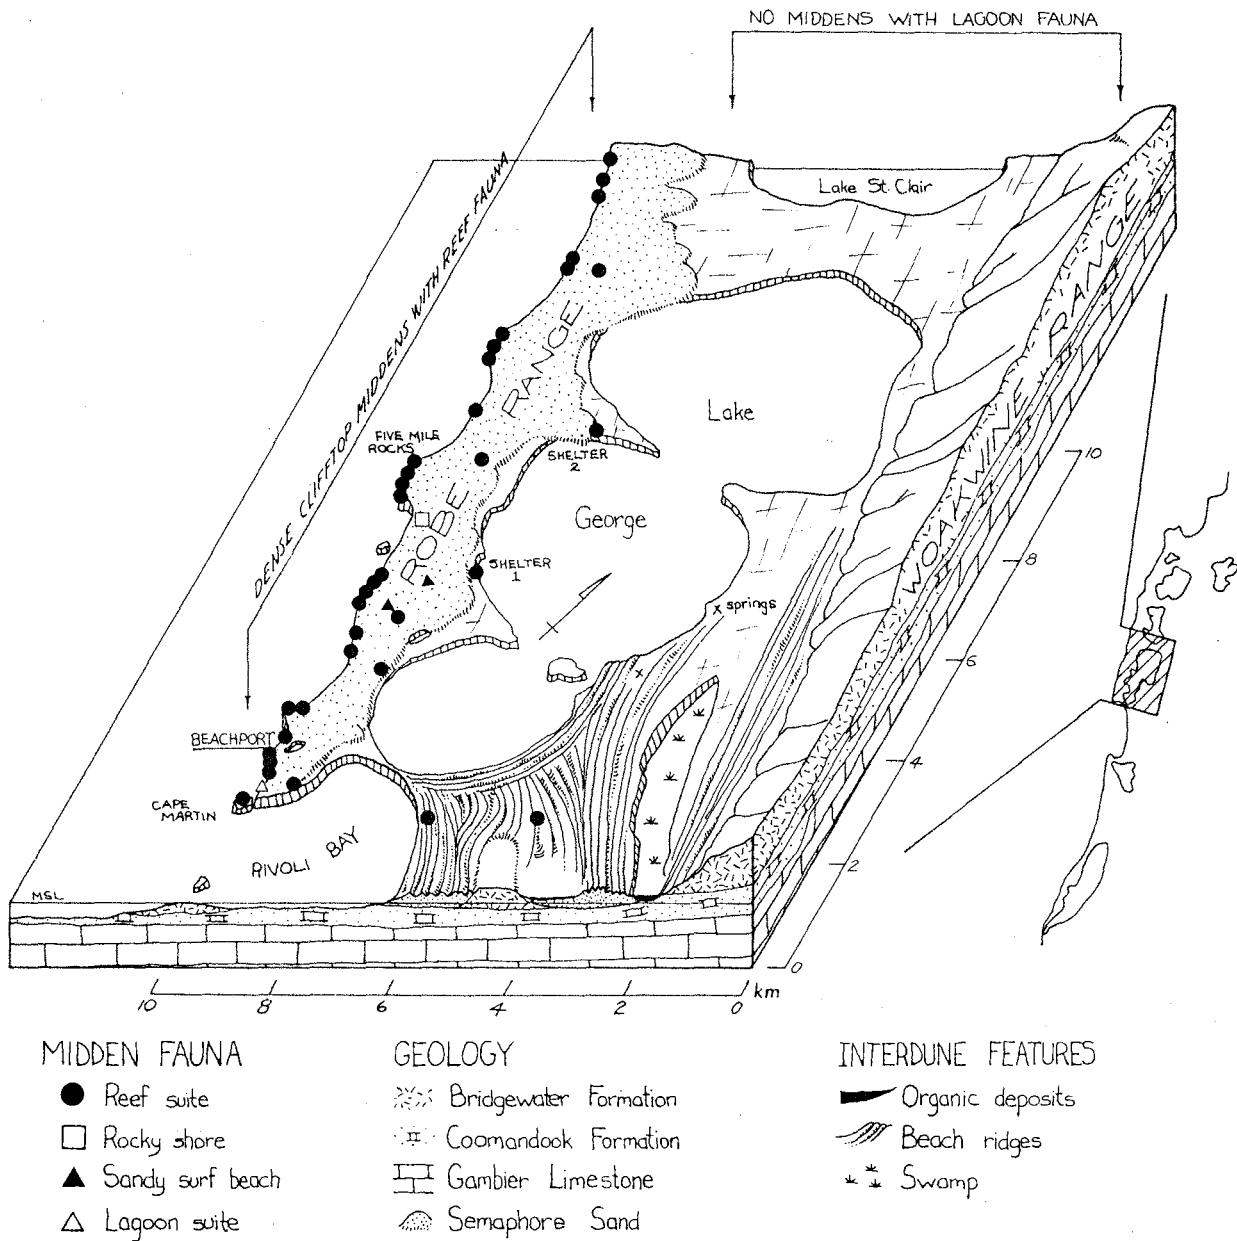 NO MIDDENS WITH LAGOON FAUNA
DENSE CLIFFTOP MIDDENS WITH REEF FAUNA
Lake St. Clair
ROBE RANGE
WOAKWINE RANGE
Lake
George
FIVE MILE
ROCKS
SHELTER
2
SHELTER
1
springs
BEACHPORT
CAPE
MARTIN
RIVOLI BAY
MSL
10
8
6
4
2
0
10 8 6 4 2 0 km
MIDDEN FAUNA
Reef suite
Rocky shore
Sandy surf beach
Lagoon suite
GEOLOGY
Bridgewater Formation
Coomandook Formation
Gambier Limestone
Semaphore Sand
INTERDUNE FEATURES
Organic deposits
Beach ridges
Swamp